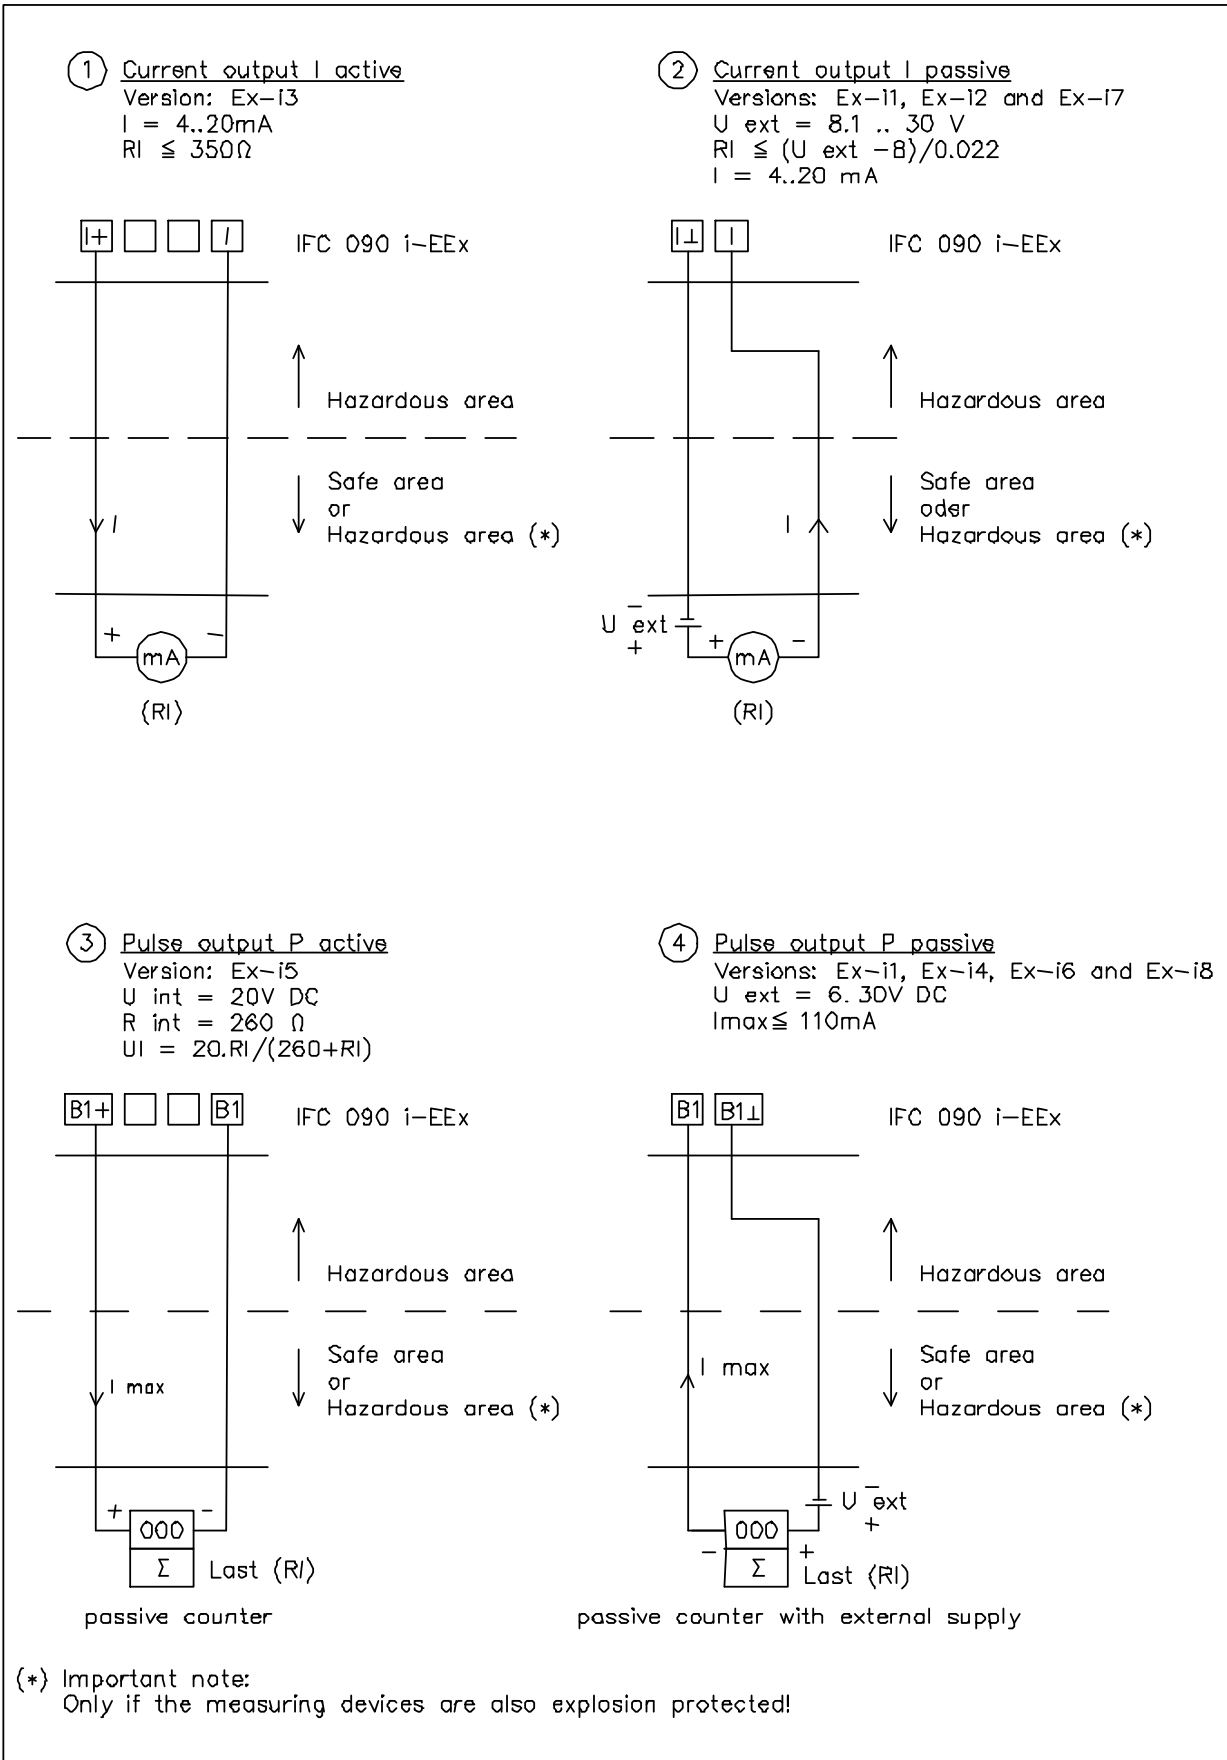 1 Current output I active
Version: Ex-i3
I = 4..20mA
RI ≦ 350Ω
I+ I IFC 090 i-EEx
Hazardous area
Safe area
or
Hazardous area (*)
I
+ −
mA
(RI)
2 Current output I passive
Versions: Ex-i1, Ex-i2 and Ex-i7
U ext = 8.1 .. 30 V
RI ≦ (U ext -8)/0.022
I = 4..20 mA
I⊥ I IFC 090 i-EEx
Hazardous area
Safe area
oder
Hazardous area (*)
I
−
U ext
+
+ −
mA
(RI)
3 Pulse output P active
Version: Ex-i5
U int = 20V DC
R int = 260 Ω
UI = 20.RI/(260+RI)
B1+ B1 IFC 090 i-EEx
Hazardous area
Safe area
or
Hazardous area (*)
I max
+ −
000
Σ Last (RI)
passive counter
4 Pulse output P passive
Versions: Ex-i1, Ex-i4, Ex-i6 and Ex-i8
U ext = 6. 30V DC
Imax≦ 110mA
B1 B1⊥ IFC 090 i-EEx
Hazardous area
Safe area
or
Hazardous area (*)
I max
−
U ext
+
000
− +
Σ Last (RI)
passive counter with external supply
(*) Important note:
Only if the measuring devices are also explosion protected!